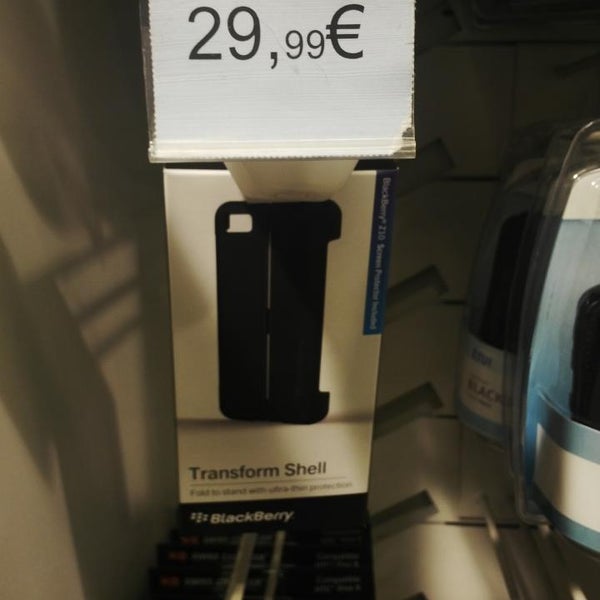 29,99€
BlackBerry® Z10 Screen Protector Included
Transform Shell
Fold to stand with ultra-thin protection
BlackBerry